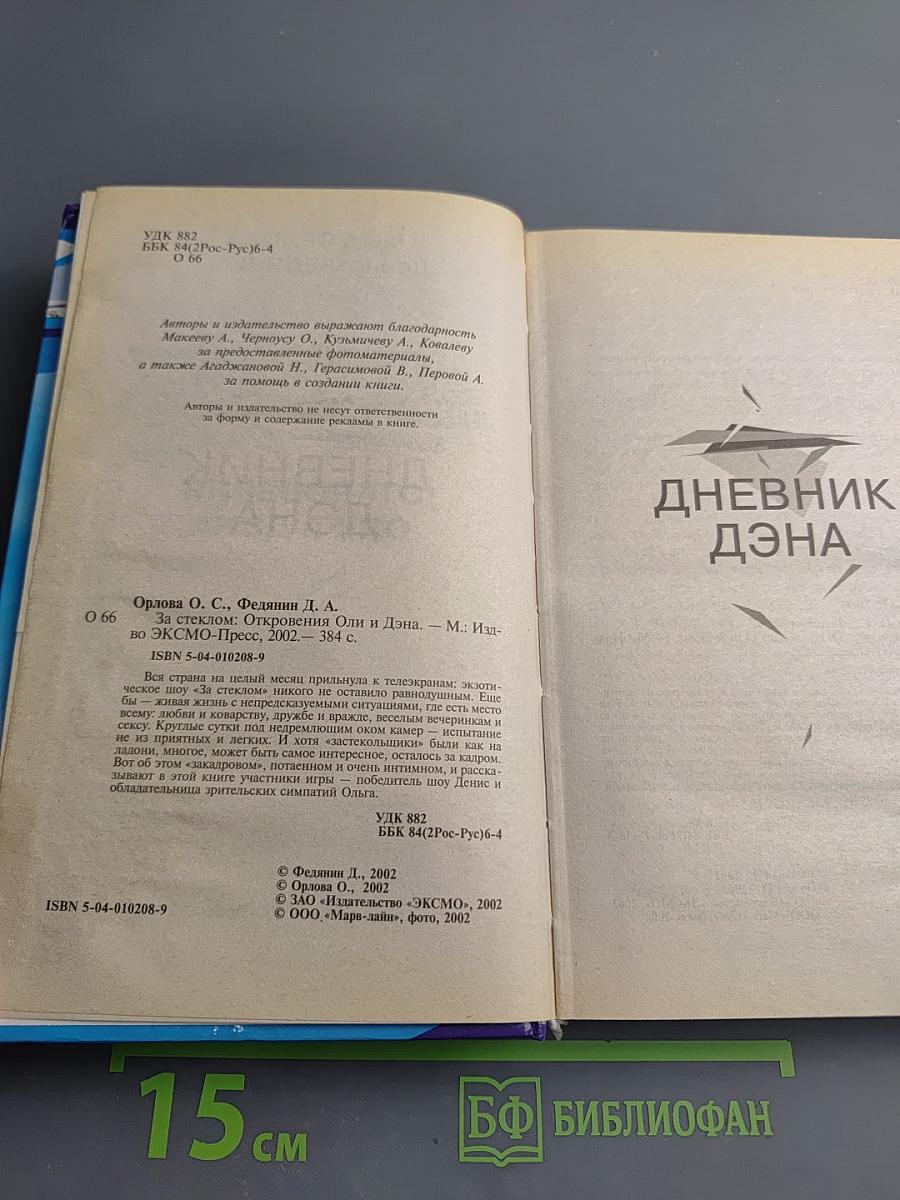 УДК 882
ББК 84(2Рос-Рус)6-4
О 66
Авторы и издательство выражают благодарность
Макееву А., Черноусу О., Кузьмичеву А., Ковалеву
за предоставленные фотоматериалы,
а также Агаджановой Н., Герасимовой В., Перовой А.
за помощь в создании книги.
Авторы и издательство не несут ответственности
за форму и содержание рекламы в книге.
Орлова О. С., Федянин Д. А.
О 66 За стеклом: Откровения Оли и Дэна. — М.: Изд-
во ЭКСМО-Пресс, 2002.— 384 с.
ISBN 5-04-010208-9
Вся страна на целый месяц прильнула к телеэкранам: экзоти-
ческое шоу «За стеклом» никого не оставило равнодушным. Еще
бы — живая жизнь с непредсказуемыми ситуациями, где есть место
всему: любви и коварству, дружбе и вражде, веселым вечеринкам и
сексу. Круглые сутки под недремлющим оком камер — испытание
не из приятных и легких. И хотя «застекольщики» были как на
ладони, многое, может быть самое интересное, осталось за кадром.
Вот об этом «закадровом», потаенном и очень интимном, и расска-
зывают в этой книге участники игры — победитель шоу Денис и
обладательница зрительских симпатий Ольга.
УДК 882
ББК 84(2Рос-Рус)6-4
© Федянин Д., 2002
© Орлова О., 2002
© ЗАО «Издательство «ЭКСМО», 2002
© ООО «Марв-лайн», фото, 2002
ISBN 5-04-010208-9
ДНЕВНИК
ДЭНА
15 см
БФ БИБЛИОФАН